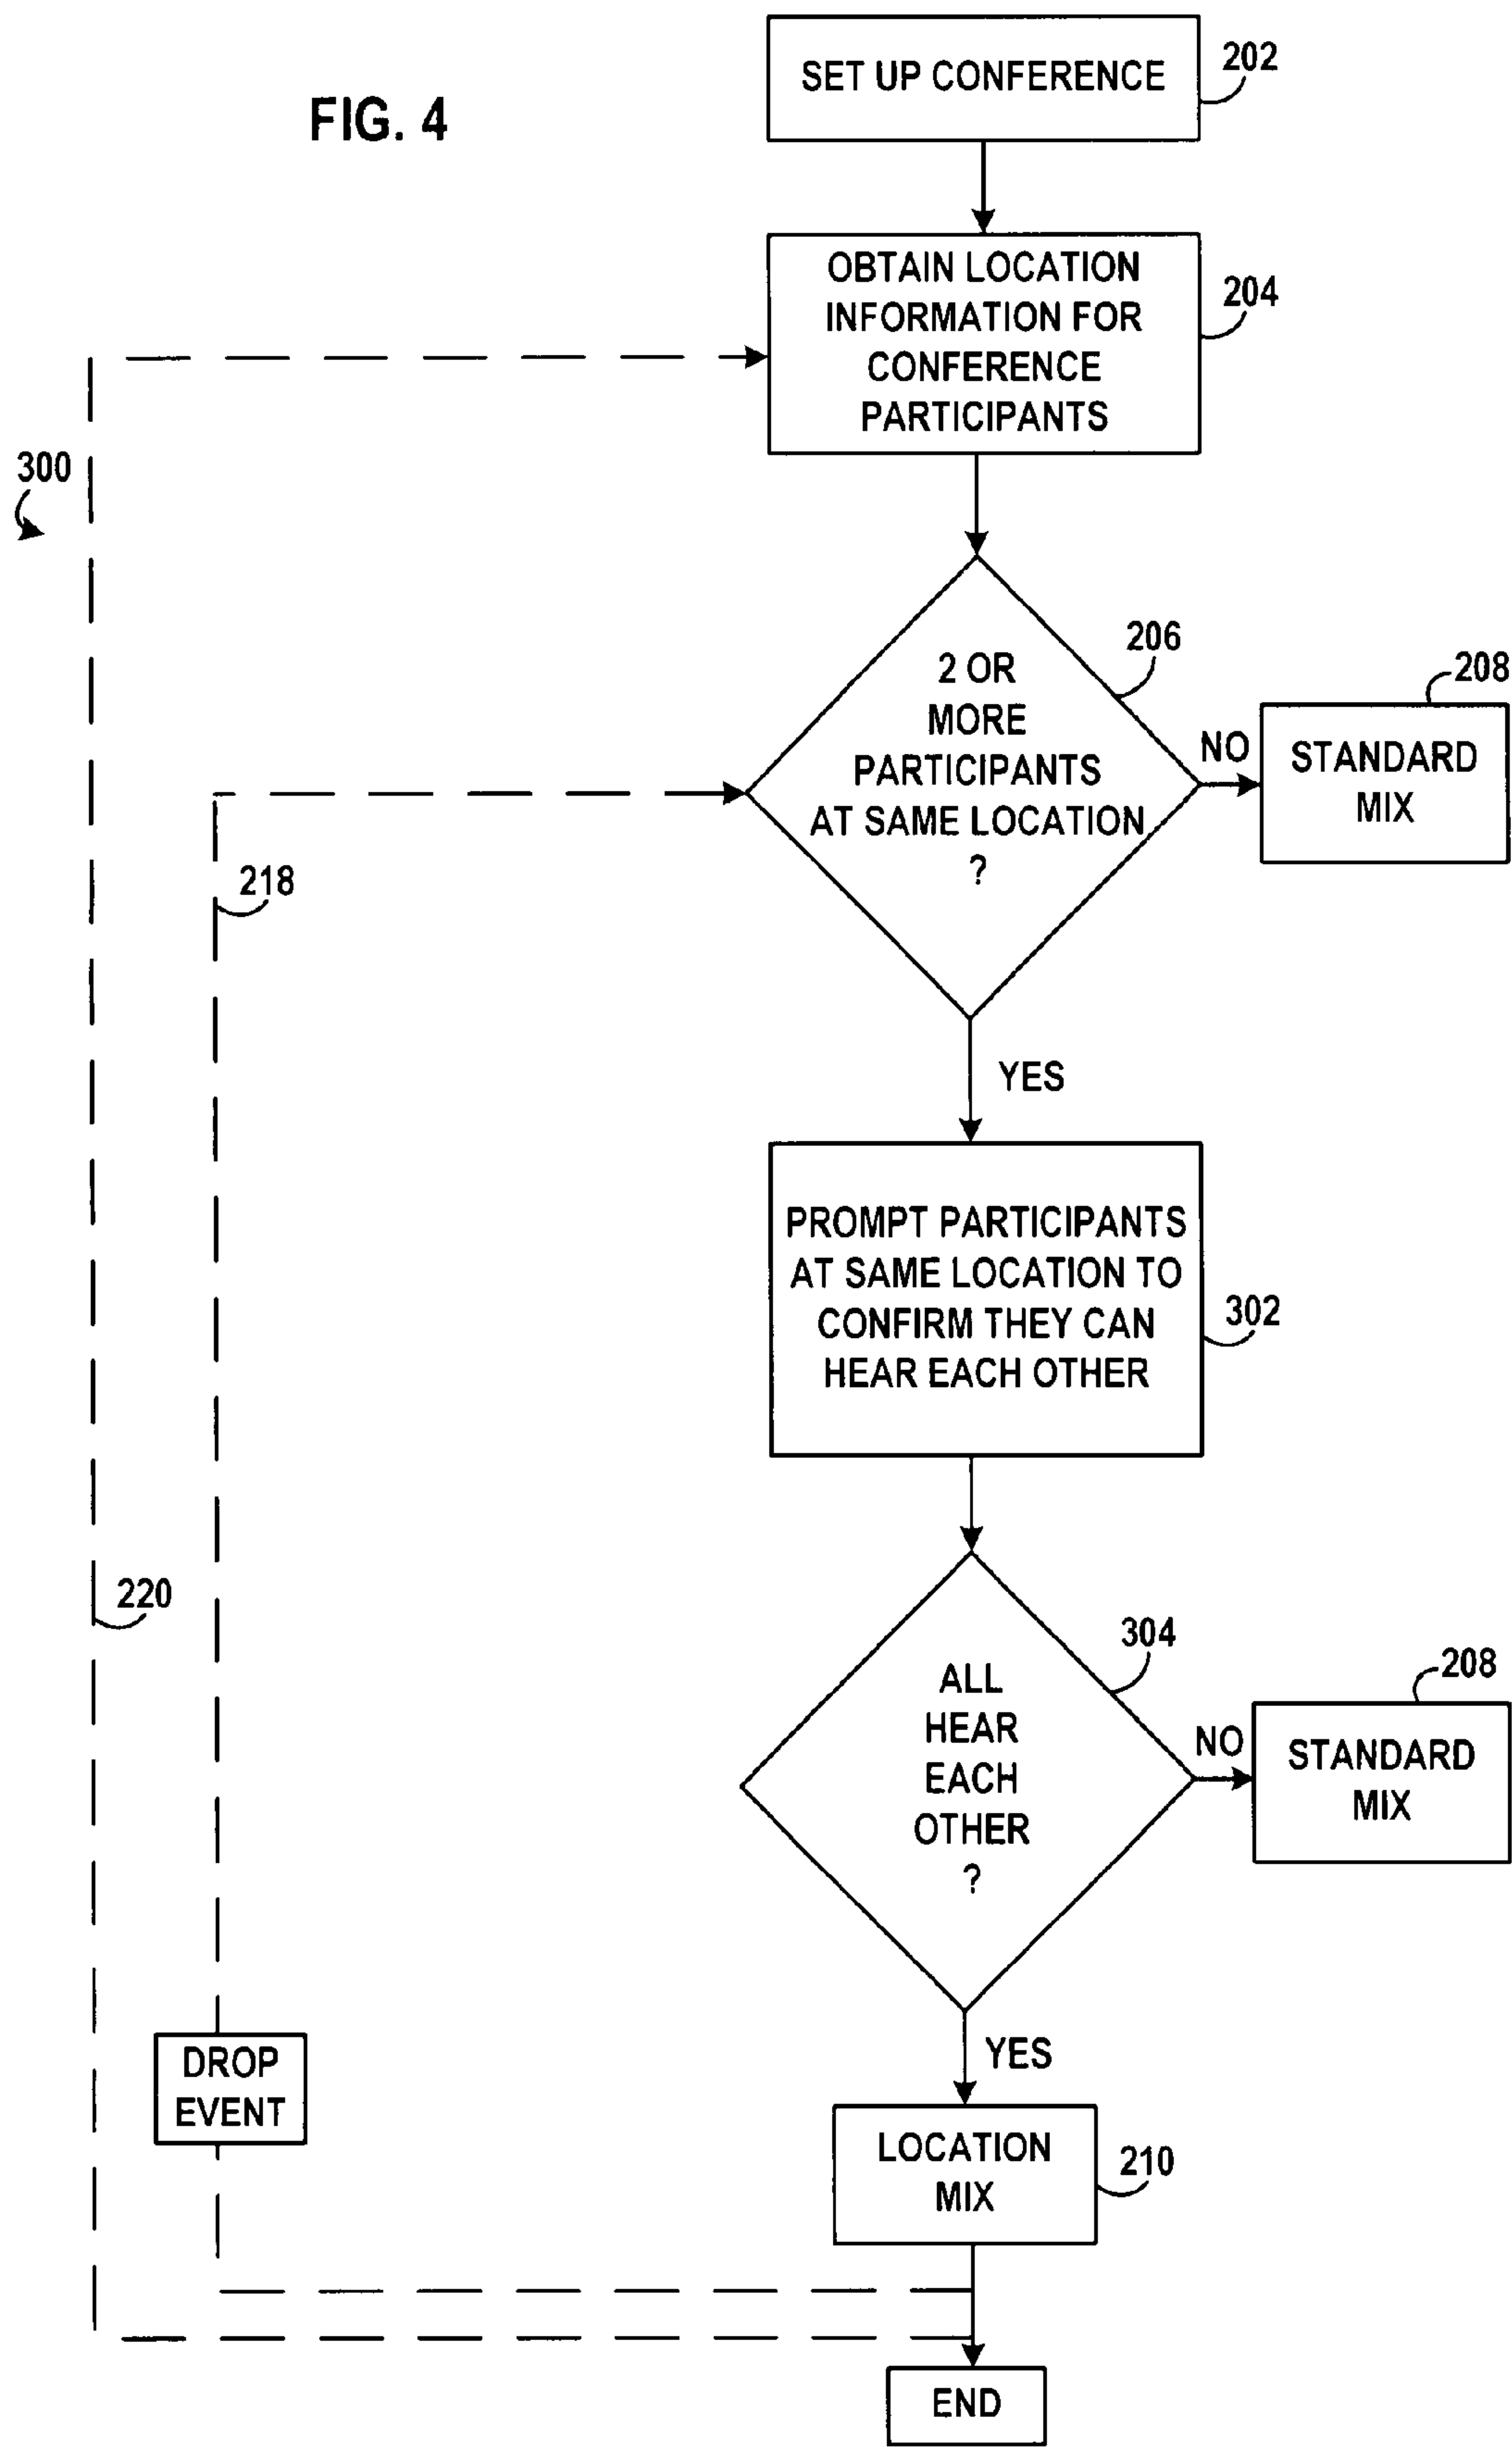 FIG. 4
SET UP CONFERENCE
202
OBTAIN LOCATION
INFORMATION FOR
CONFERENCE
PARTICIPANTS
204
300
2 OR
MORE
PARTICIPANTS
AT SAME LOCATION
?
206
NO
208
STANDARD
MIX
218
YES
PROMPT PARTICIPANTS
AT SAME LOCATION TO
CONFIRM THEY CAN
HEAR EACH OTHER
302
220
ALL
HEAR
EACH
OTHER
?
304
NO
208
STANDARD
MIX
YES
DROP
EVENT
LOCATION
MIX
210
END